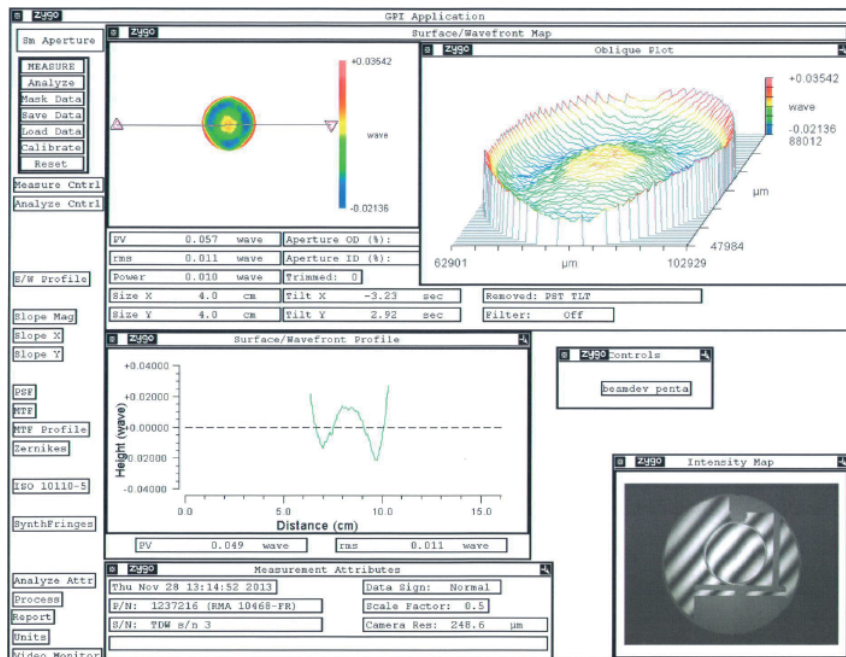 zygo GPI Application
Sm Aperture
MEASURE
Analyze
Mask Data
Save Data
Load Data
Calibrate
Reset
Measure Cntrl
Analyze Cntrl
S/W Profile
Slope Mag
Slope X
Slope Y
PSF
MTF
MTF Profile
Zernikes
ISO 10110-5
SynthFringes
Analyze Attr
Process
Report
Units
Video Monitor
zygo Surface/Wavefront Map
+0.03542
wave
-0.02136
PV 0.057 wave
rms 0.011 wave
Power 0.010 wave
Size X 4.0 cm
Size Y 4.0 cm
Aperture OD (%):
Aperture ID (%):
Trimmed: 0
Tilt X -3.23 sec
Tilt Y 2.92 sec
Removed: PST TLT
Filter: Off
zygo Oblique Plot
+0.03542
wave
-0.02136
88012
µm
47984
62901 µm 102929
zygo Surface/Wavefront Profile
Height (wave)
+0.04000
+0.02000
+0.00000
-0.02000
-0.04000
0.0 5.0 10.0 15.0
Distance (cm)
PV 0.049 wave
rms 0.011 wave
zygo Controls
beamdev penta
zygo Intensity Map
zygo Measurement Attributes
Thu Nov 28 13:14:52 2013
P/N: 1237216 (RMA 10468-FR)
S/N: TDW s/n 3
Data Sign: Normal
Scale Factor: 0.5
Camera Res: 248.6 µm